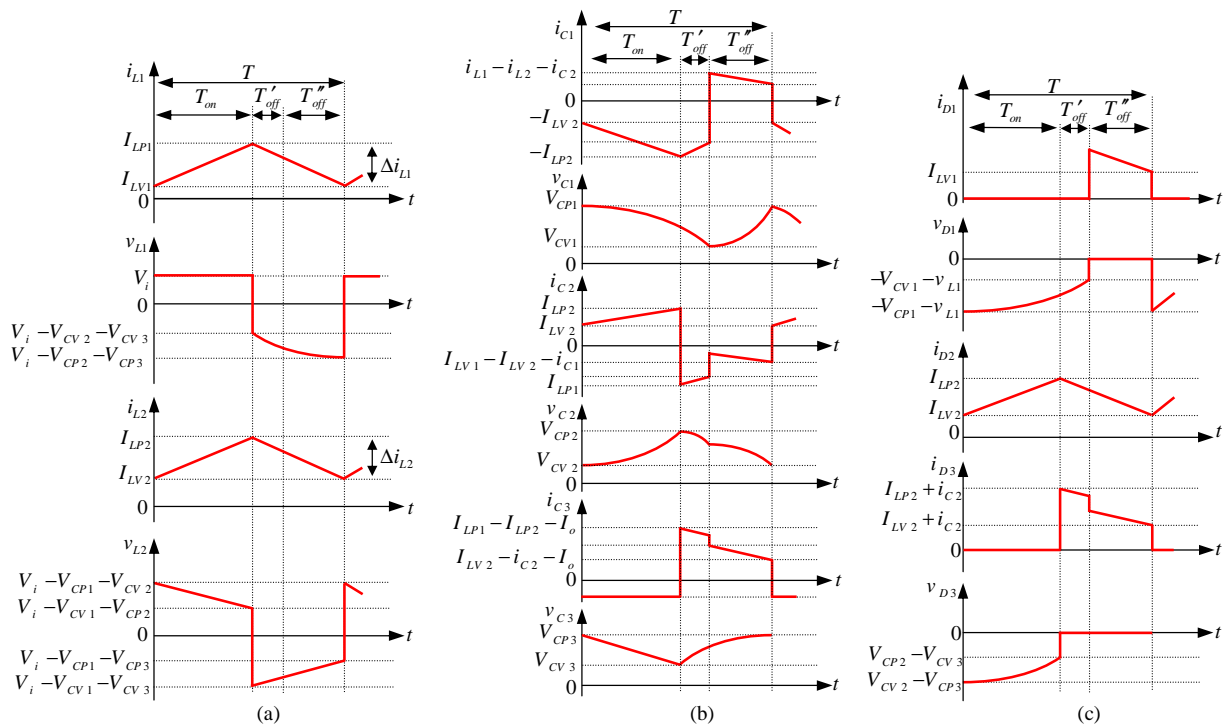 i_{L1}
T
T_{on} T'_{off} T''_{off}
I_{LP1}
Δi_{L1}
I_{LV1}
0
t
v_{L1}
V_i
0
t
V_i −V_{CV2} −V_{CV3}
V_i −V_{CP2} −V_{CP3}
i_{L2}
I_{LP2}
Δi_{L2}
I_{LV2}
0
t
v_{L2}
V_i −V_{CP1} −V_{CV2}
V_i −V_{CV1} −V_{CP2}
0
t
V_i −V_{CP1} −V_{CP3}
V_i −V_{CV1} −V_{CV3}
(a)
i_{C1}
T
T_{on} T'_{off} T''_{off}
i_{L1} − i_{L2} − i_{C2}
0
t
−I_{LV2}
−I_{LP2}
v_{C1}
V_{CP1}
V_{CV1}
0
t
i_{C2}
I_{LP2}
I_{LV2}
0
t
I_{LV1} −I_{LV2} −i_{C1}
I_{LP1}
v_{C2}
V_{CP2}
V_{CV2}
0
t
i_{C3}
I_{LP1} −I_{LP2} −I_o
I_{LV2} −i_{C2} −I_o
0
t
v_{C3}
V_{CP3}
V_{CV3}
0
t
(b)
i_{D1}
T
T_{on} T'_{off} T''_{off}
I_{LV1}
0
t
v_{D1}
0
t
−V_{CV1} −v_{L1}
−V_{CP1} −v_{L1}
i_{D2}
I_{LP2}
I_{LV2}
0
t
i_{D3}
I_{LP2} +i_{C2}
I_{LV2} +i_{C2}
0
t
v_{D3}
0
t
V_{CP2} −V_{CV3}
V_{CV2} −V_{CP3}
(c)